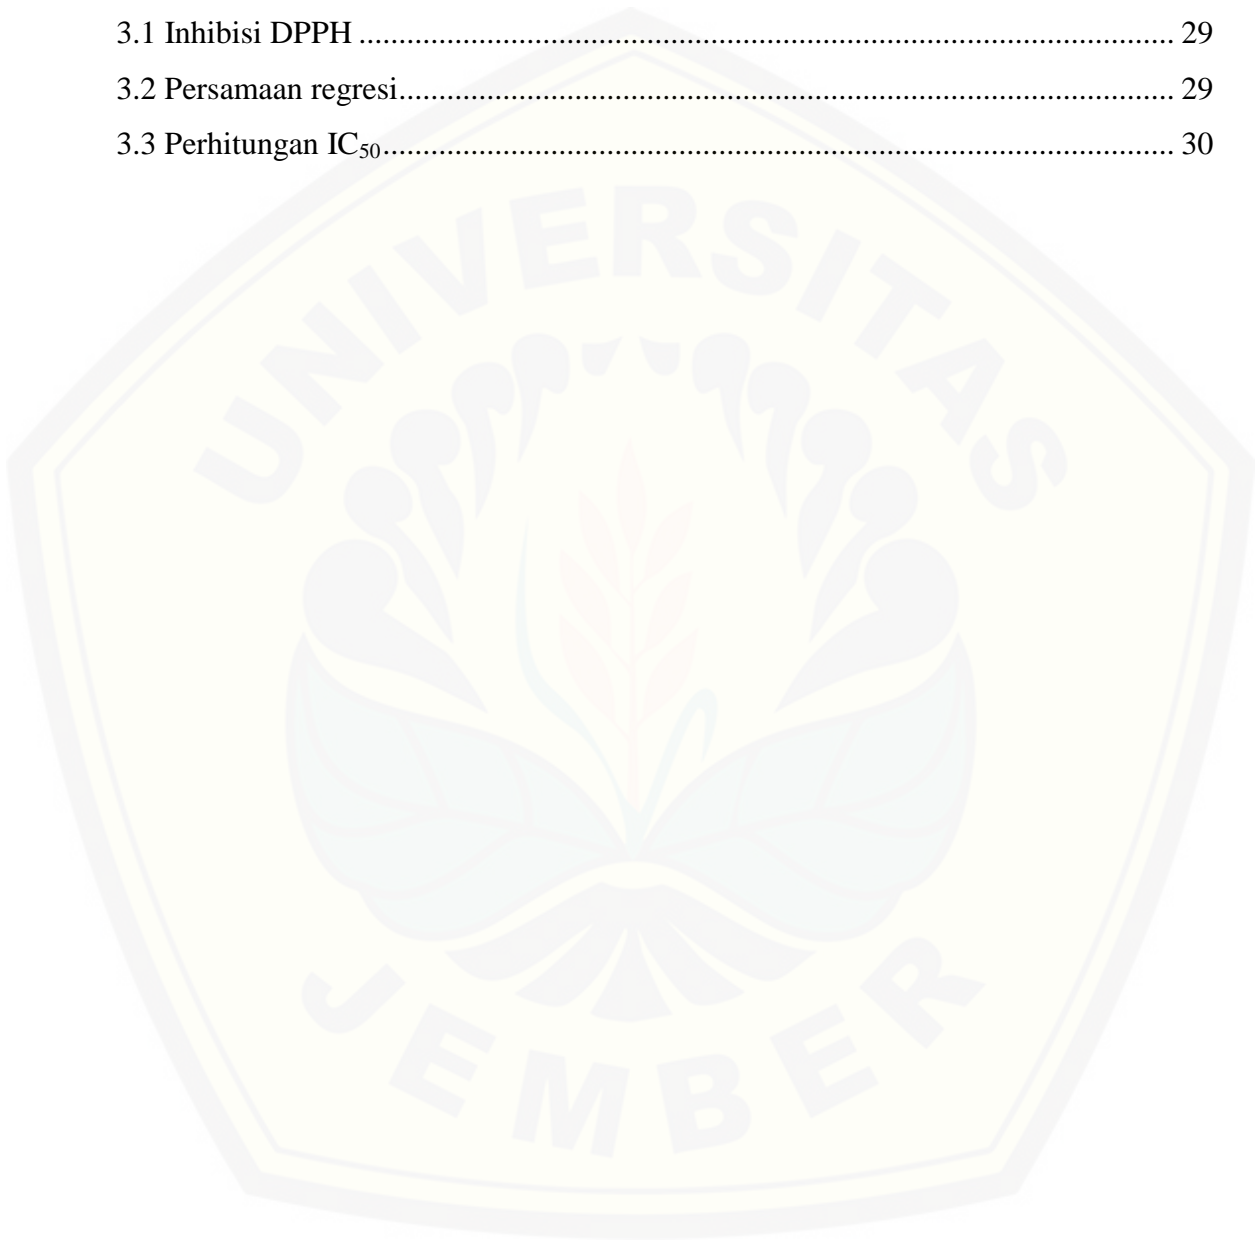 3.1 Inhibisi DPPH .......................................................................................................... 29
3.2 Persamaan regresi..................................................................................................... 29
3.3 Perhitungan IC₅₀....................................................................................................... 30
UNIVERSITAS
JEMBER